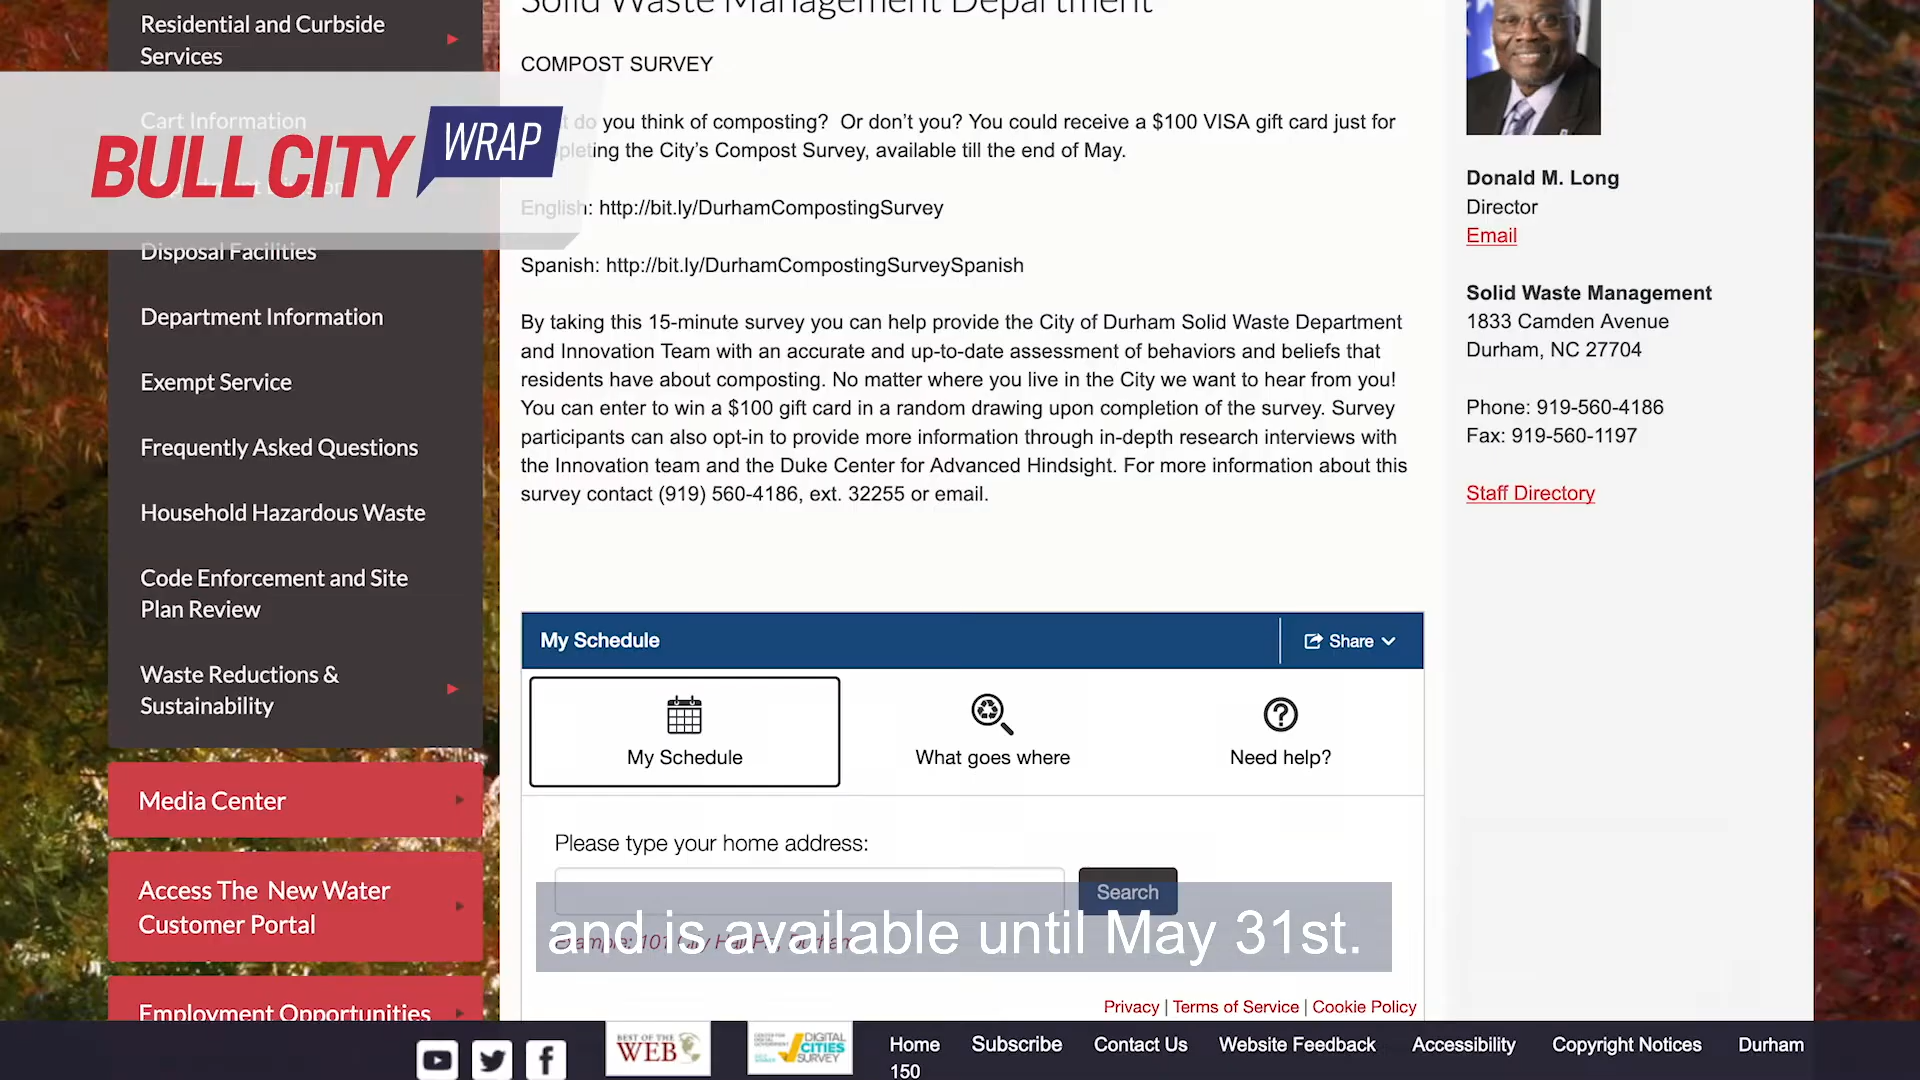 Solid Waste Management Department
Residential and Curbside
Services
Cart Information
BULL CITY WRAP
Disposal Facilities
Department Information
Exempt Service
Frequently Asked Questions
Household Hazardous Waste
Code Enforcement and Site
Plan Review
Waste Reductions &
Sustainability
Media Center
Access The New Water
Customer Portal
Employment Opportunities
COMPOST SURVEY
do you think of composting? Or don't you? You could receive a $100 VISA gift card just for
the City's Compost Survey, available till the end of May.
English: http://bit.ly/DurhamCompostingSurvey
Spanish: http://bit.ly/DurhamCompostingSurveySpanish
By taking this 15-minute survey you can help provide the City of Durham Solid Waste Department
and Innovation Team with an accurate and up-to-date assessment of behaviors and beliefs that
residents have about composting. No matter where you live in the City we want to hear from you!
You can enter to win a $100 gift card in a random drawing upon completion of the survey. Survey
participants can also opt-in to provide more information through in-depth research interviews with
the Innovation team and the Duke Center for Advanced Hindsight. For more information about this
survey contact (919) 560-4186, ext. 32255 or email.
My Schedule
Share
My Schedule
What goes where
Need help?
Please type your home address:
Search
and is available until May 31st.
Privacy | Terms of Service | Cookie Policy
Donald M. Long
Director
Email
Solid Waste Management
1833 Camden Avenue
Durham, NC 27704
Phone: 919-560-4186
Fax: 919-560-1197
Staff Directory
BEST OF THE
WEB
DIGITAL
CITIES
SURVEY
Home Subscribe Contact Us Website Feedback Accessibility Copyright Notices Durham
150